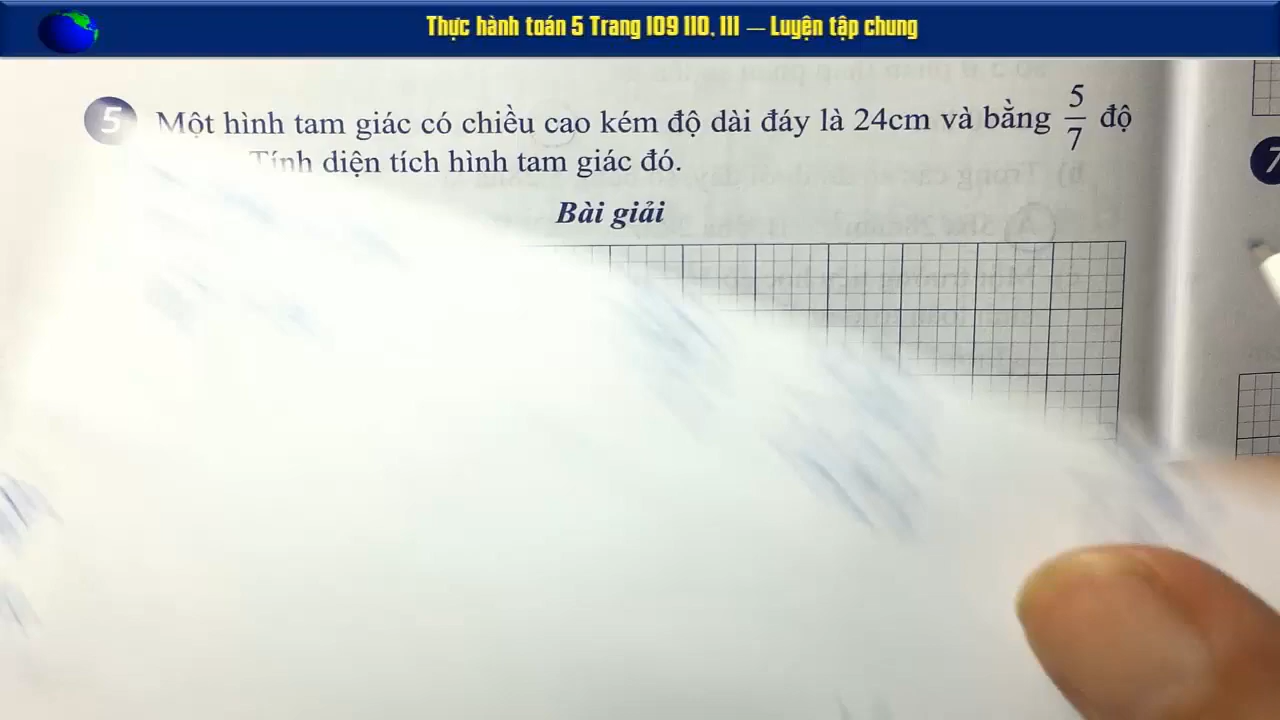 Thực hành toán 5 Trang 109 110, 111 – Luyện tập chung
5 Một hình tam giác có chiều cao kém độ dài đáy là 24cm và bằng 5/7 độ
Tính diện tích hình tam giác đó.
Bài giải
7